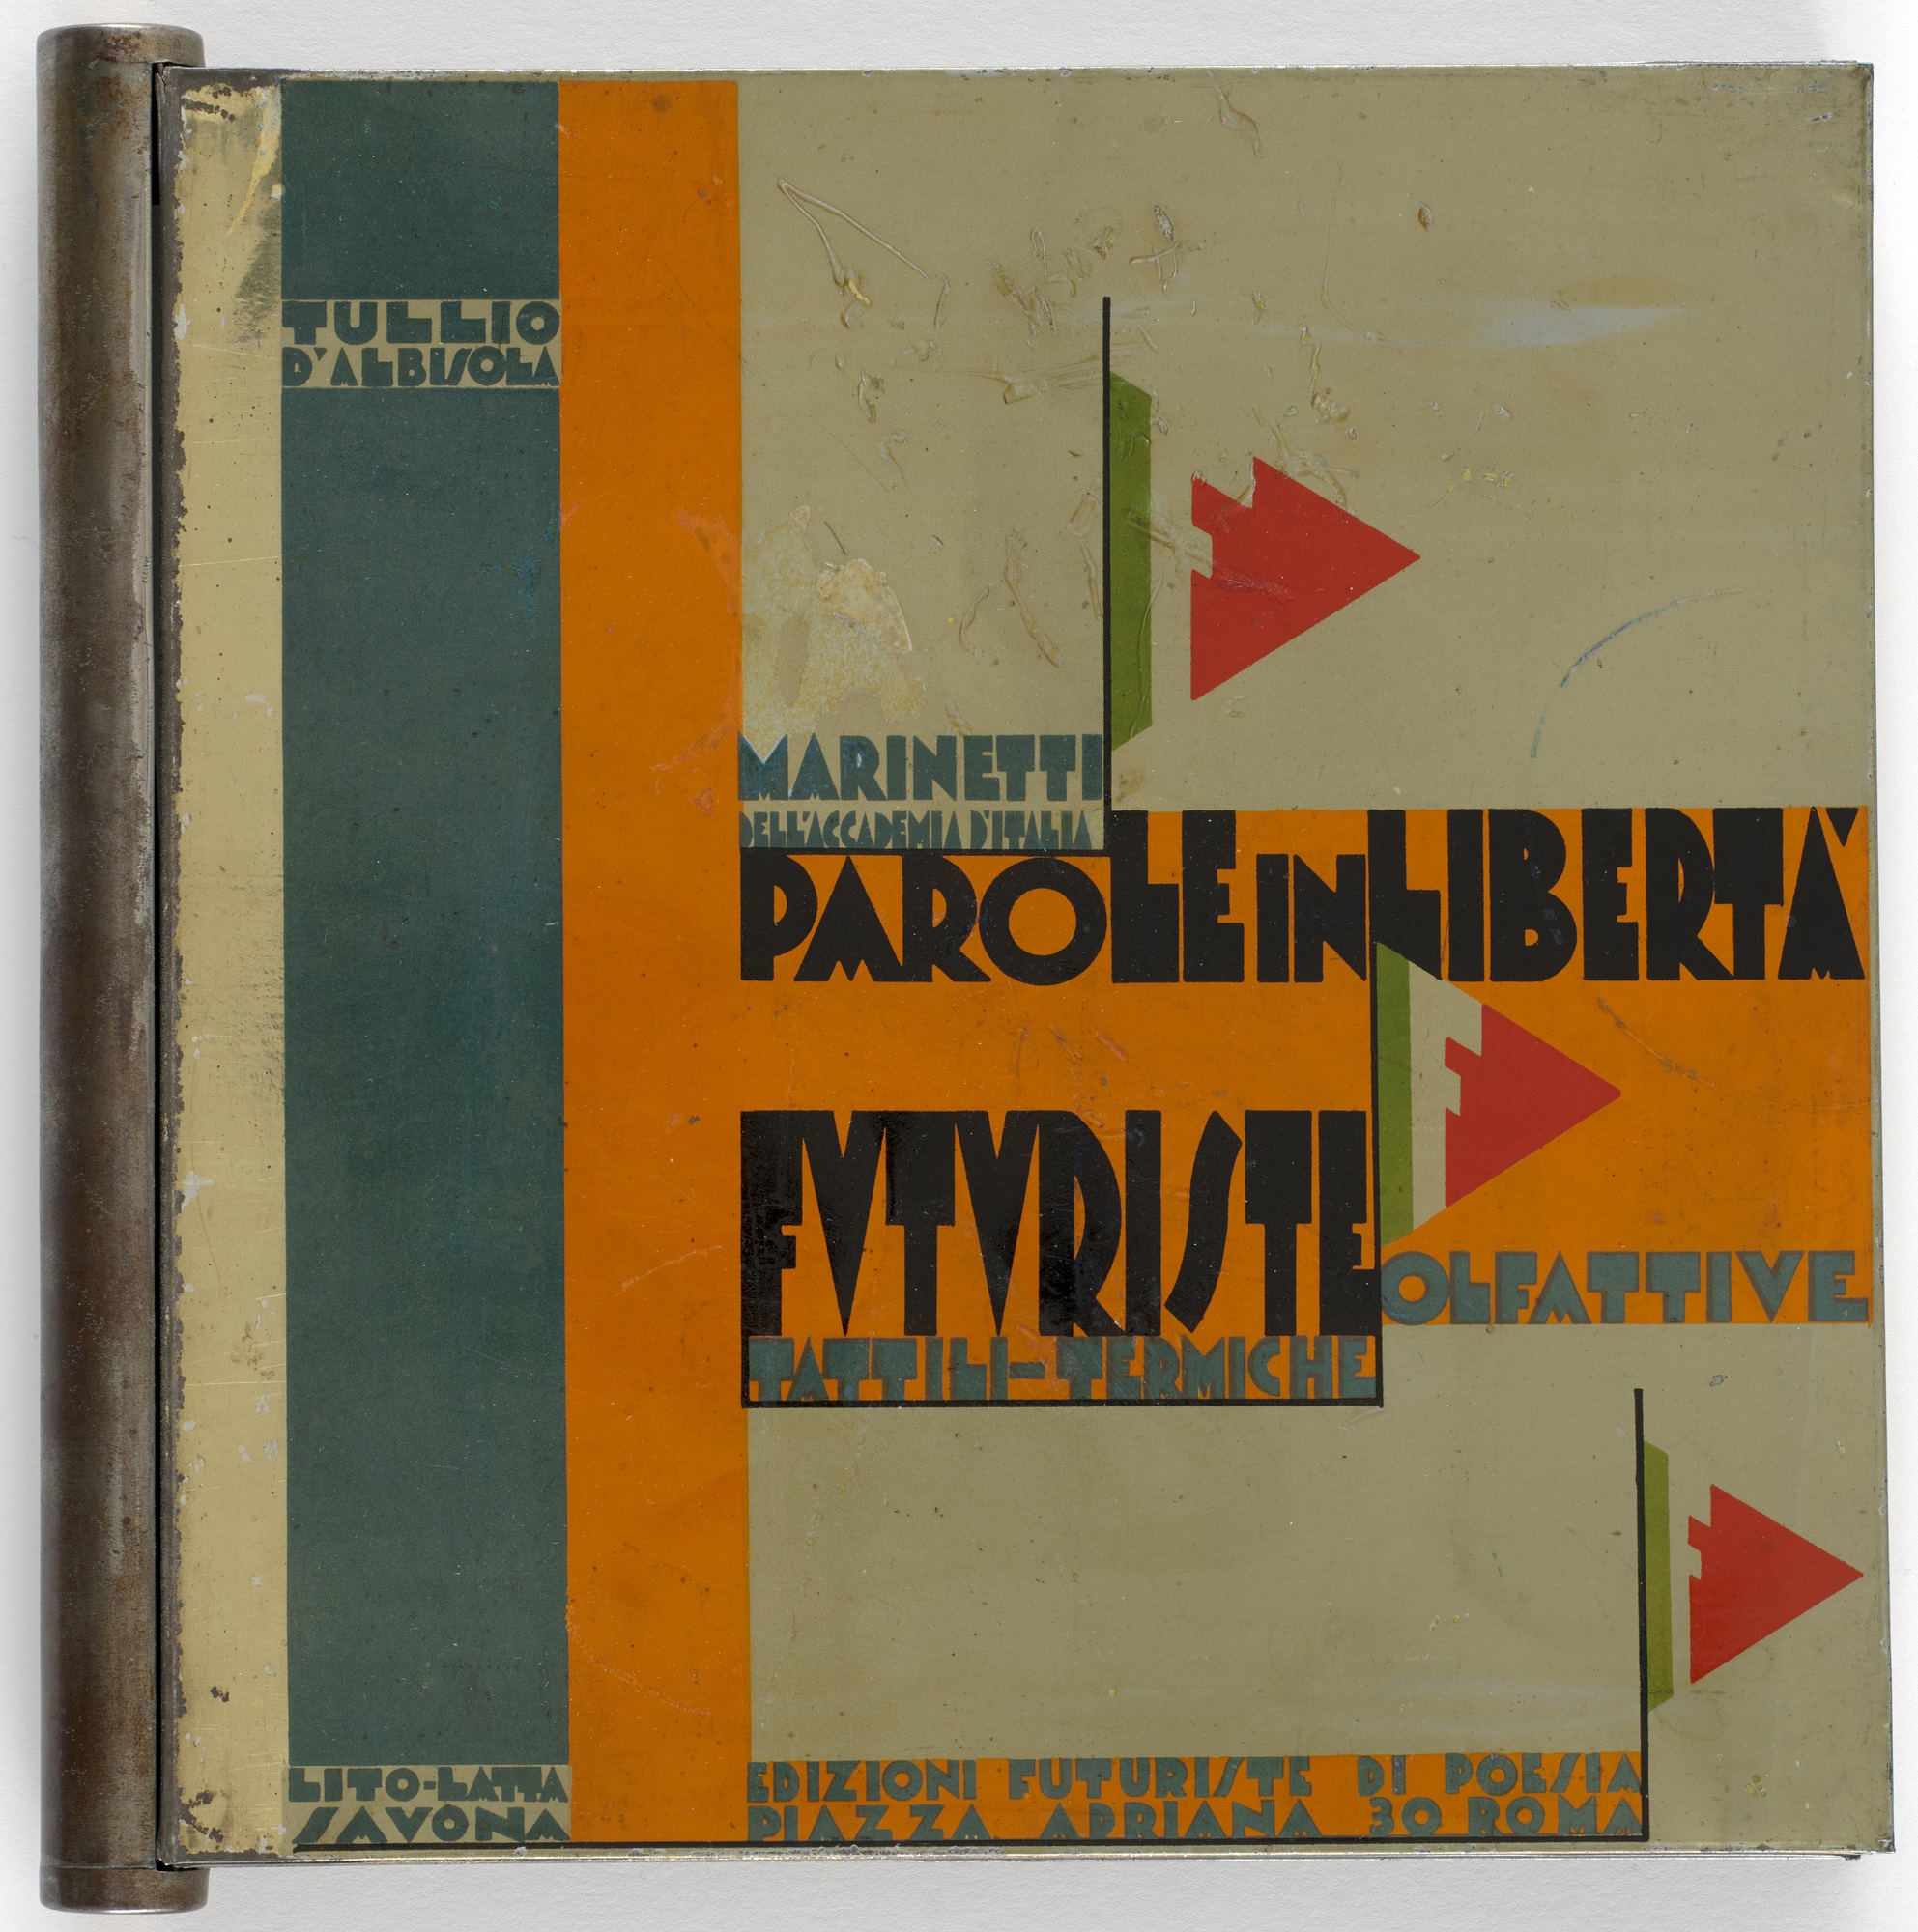 TULLIO
D'ALBISOLA
MARINETTI
DELL'ACCADEMIA D'ITALIA
PAROLE IN LIBERTÀ
FVTVRISTE
OLFATTIVE
TATTILI-TERMICHE
LITO-LATTA
SAVONA
EDIZIONI FUTURISTE DI POESIA
PIAZZA ADRIANA 30 ROMA